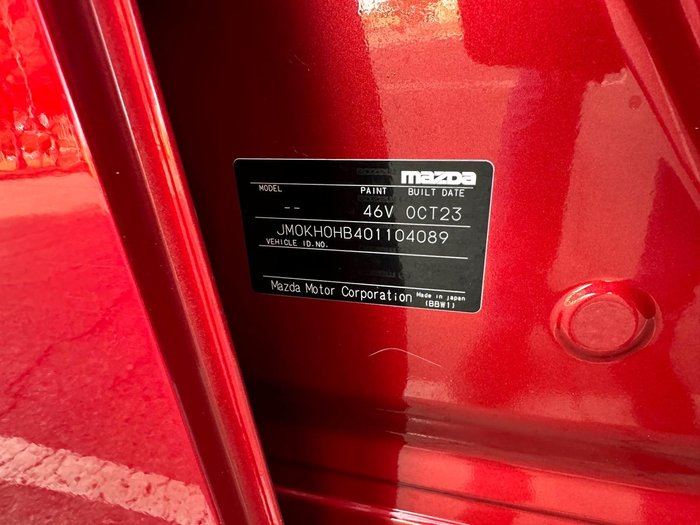 mazda
MODEL PAINT BUILT DATE
-- 46V OCT23
JM0KH0HB401104089
VEHICLE ID.NO.
Mazda Motor Corporation Made in japan
(BBW1)